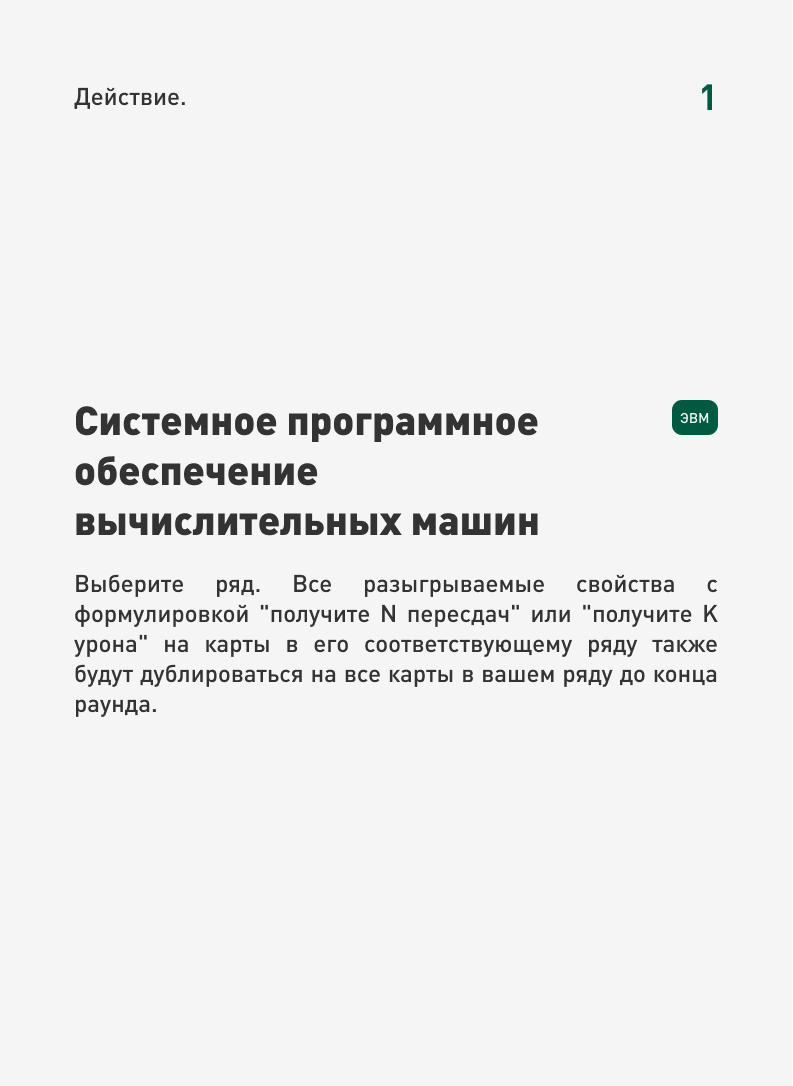 Действие.
1
Системное программное
обеспечение
вычислительных машин
ЭВМ
Выберите ряд. Все разыгрываемые свойства с
формулировкой "получите N пересдач" или "получите K
урона" на карты в его соответствующему ряду также
будут дублироваться на все карты в вашем ряду до конца
раунда.